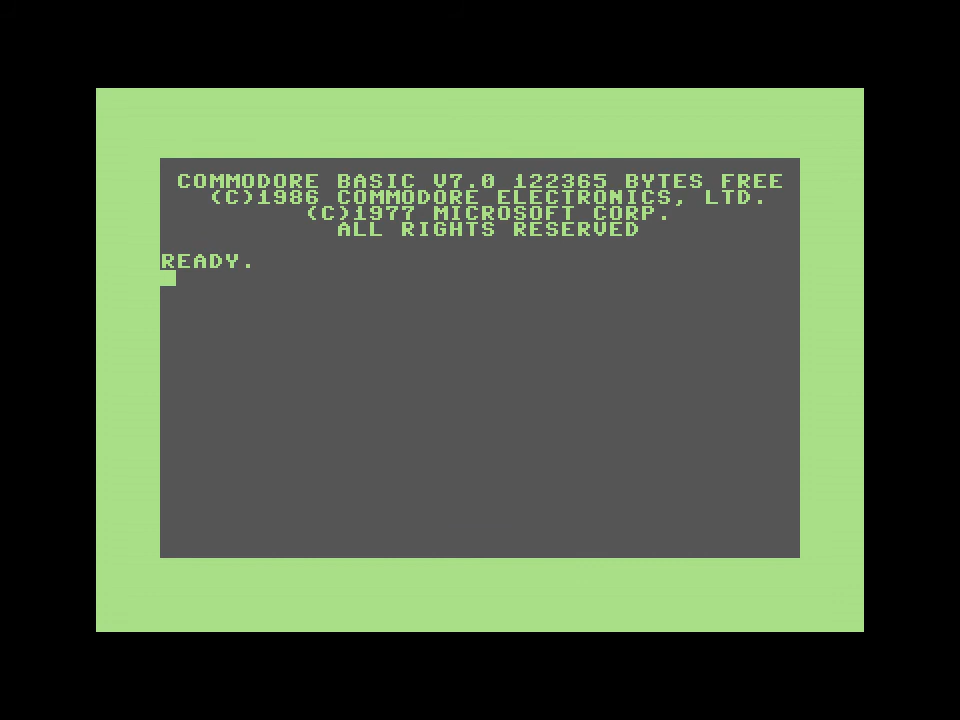 COMMODORE BASIC V7.0 122365 BYTES FREE
(C)1986 COMMODORE ELECTRONICS, LTD.
(C)1977 MICROSOFT CORP.
ALL RIGHTS RESERVED
READY.